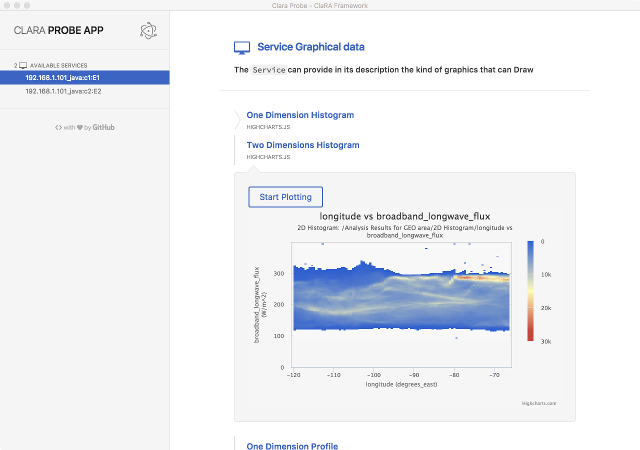 Clara Probe - ClaRA Framework
CLARA PROBE APP
2 AVAILABLE SERVICES
192.168.1.101_java:c1:E1
192.168.1.101_java:c2:E2
<> with ♥ by GitHub
Service Graphical data
The Service can provide in its description the kind of graphics that can Draw
One Dimension Histogram
HIGHCHARTS.JS
Two Dimensions Histogram
HIGHCHARTS.JS
Start Plotting
longitude vs broadband_longwave_flux
2D Histogram: /Analysis Results for GEO area/2D Histogram/longitude vs
broadband_longwave_flux
broadband_longwave_flux
(W/m^2)
300
200
100
0
-120
-110
-100
-90
-80
-70
longitude (degrees_east)
0
10k
20k
30k
Highcharts.com
One Dimension Profile